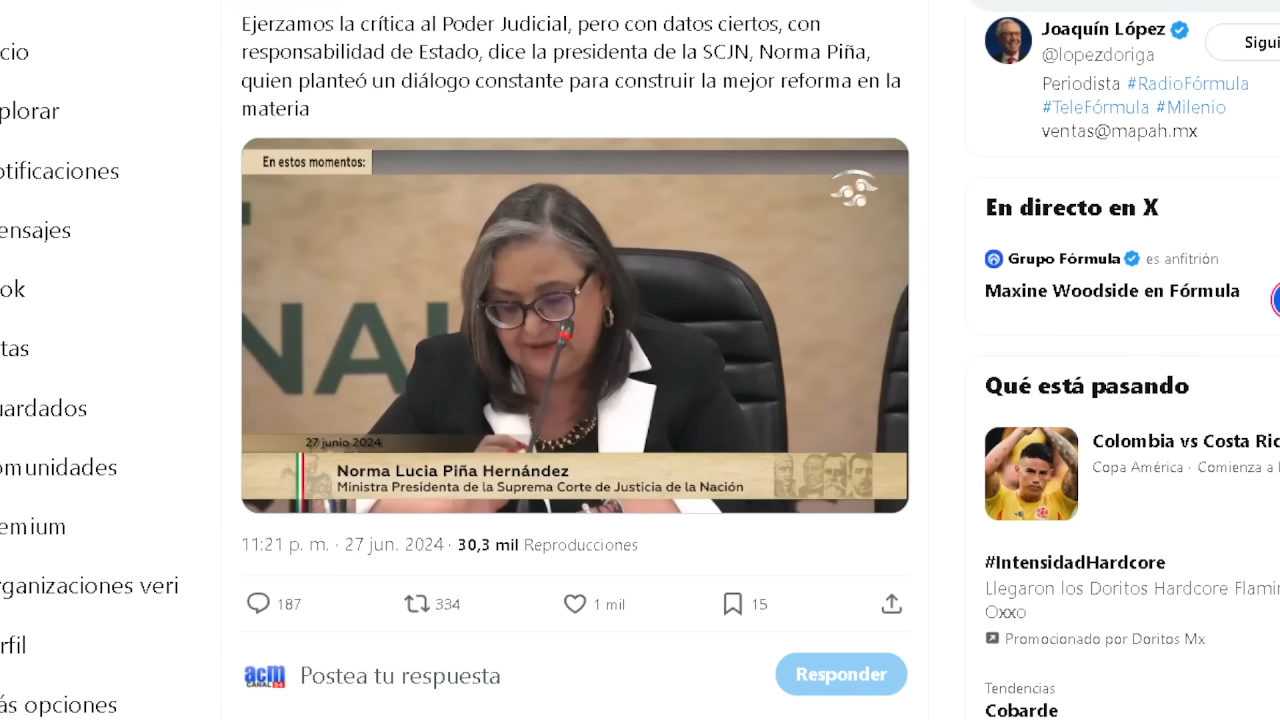 cio
plorar
otificaciones
ensajes
ok
tas
uardados
omunidades
emium
rganizaciones veri
rfil
ás opciones
Ejerzamos la crítica al Poder Judicial, pero con datos ciertos, con
responsabilidad de Estado, dice la presidenta de la SCJN, Norma Piña,
quien planteó un diálogo constante para construir la mejor reforma en la
materia
En estos momentos:
NAL
27 junio 2024
Norma Lucia Piña Hernández
Ministra Presidenta de la Suprema Corte de Justicia de la Nación
11:21 p. m. · 27 jun. 2024 · 30,3 mil Reproducciones
187 334 1 mil 15
acm
CANAL
Postea tu respuesta
Responder
Joaquín López
Segui
@lopezdoriga
Periodista #RadioFórmula
#TeleFórmula #Milenio
ventas@mapah.mx
En directo en X
Grupo Fórmula es anfitrión
Maxine Woodside en Fórmula
Qué está pasando
Colombia vs Costa Ric
Copa América · Comienza a l
#IntensidadHardcore
Llegaron los Doritos Hardcore Flamin
Oxxo
Promocionado por Doritos Mx
Tendencias
Cobarde